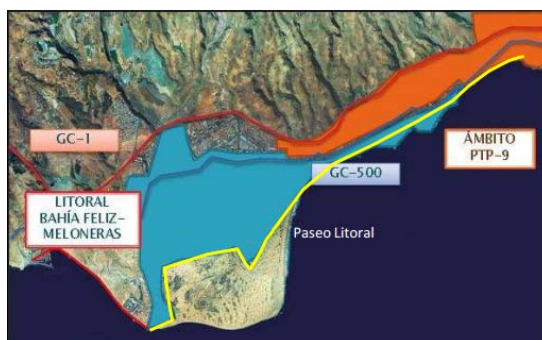 GC-1
ÁMBITO
PTP-9
GC-500
LITORAL
BAHÍA FELIZ-
MELONERAS
Paseo Litoral